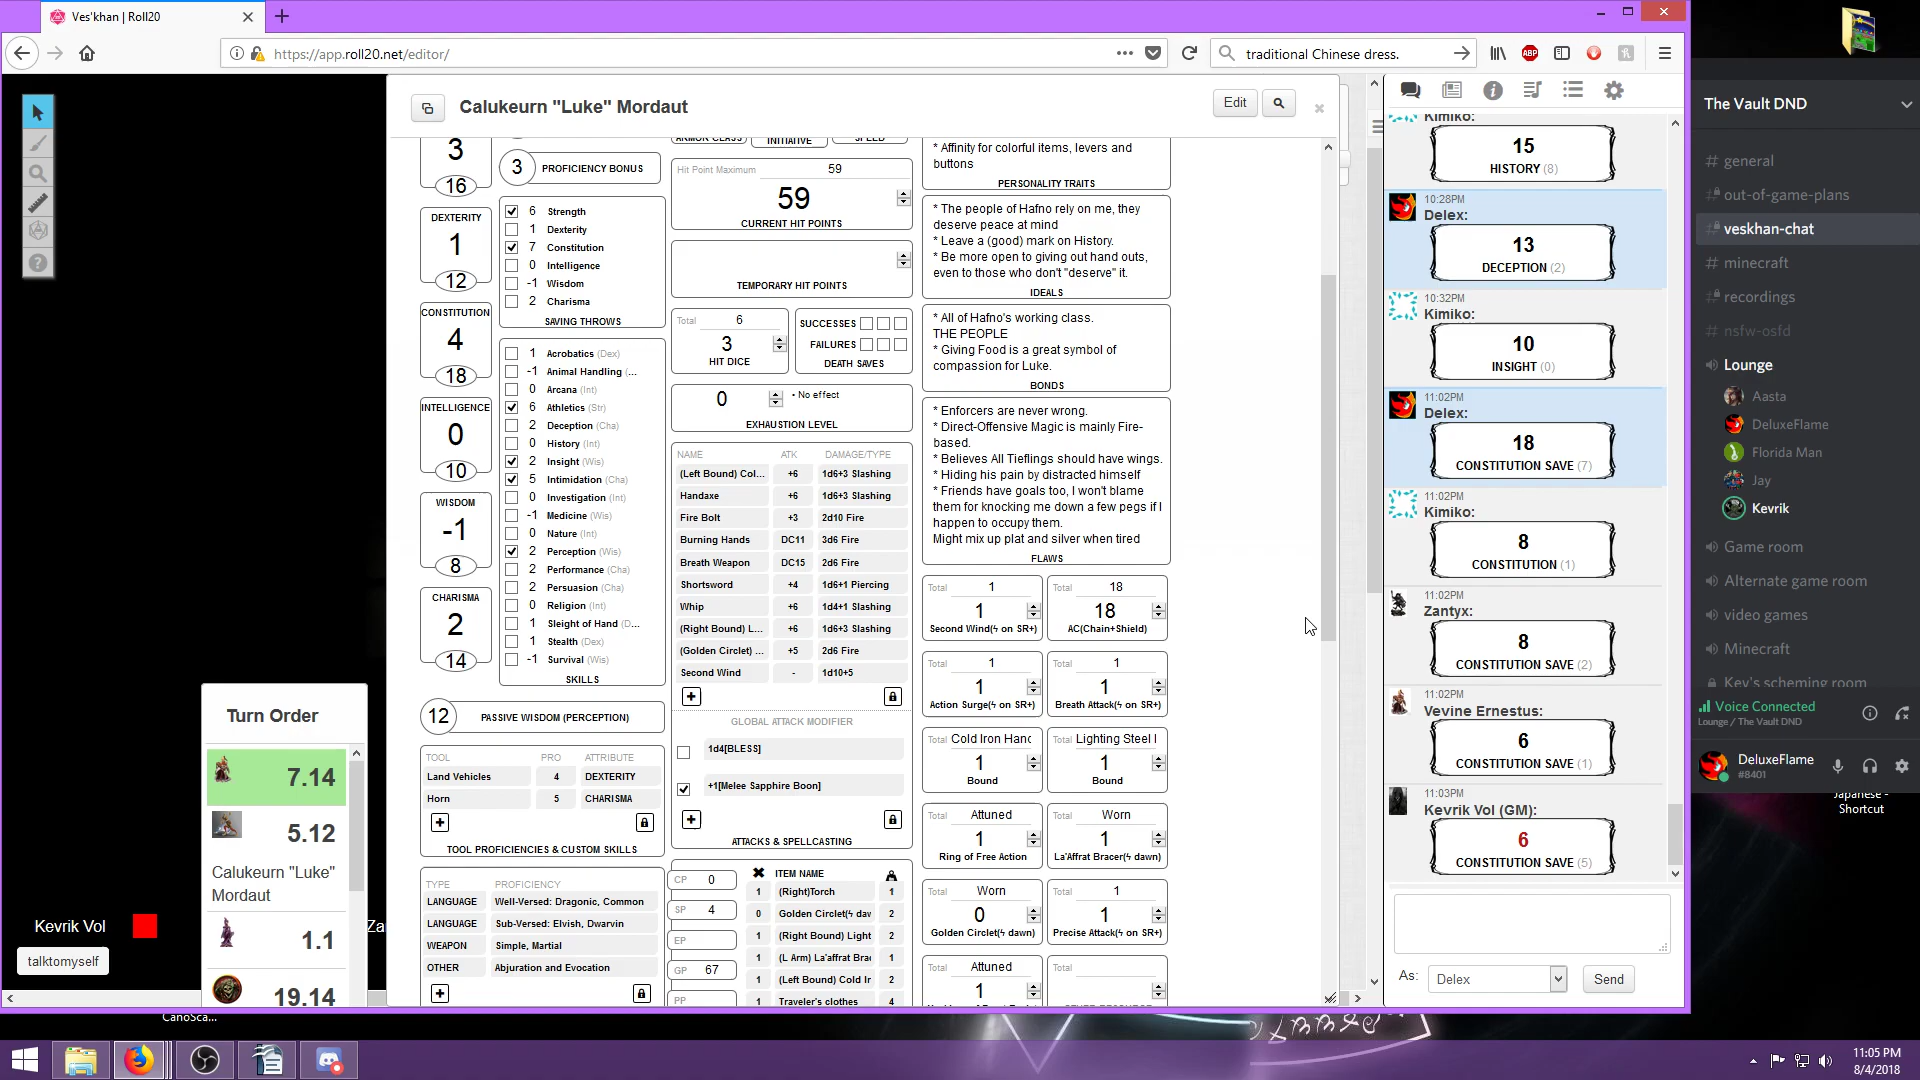 Ves'khan | Roll20
https://app.roll20.net/editor/
traditional Chinese dress.
Calukeurn "Luke" Mordaut
Edit
3
16
DEXTERITY
1
12
CONSTITUTION
4
18
INTELLIGENCE
0
10
WISDOM
-1
8
CHARISMA
2
14
3 PROFICIENCY BONUS
6 Strength
1 Dexterity
7 Constitution
0 Intelligence
-1 Wisdom
2 Charisma
SAVING THROWS
1 Acrobatics (Dex)
-1 Animal Handling (...
0 Arcana (Int)
6 Athletics (Str)
2 Deception (Cha)
0 History (Int)
2 Insight (Wis)
5 Intimidation (Cha)
0 Investigation (Int)
-1 Medicine (Wis)
0 Nature (Int)
2 Perception (Wis)
2 Performance (Cha)
2 Persuasion (Cha)
0 Religion (Int)
1 Sleight of Hand (D...
1 Stealth (Dex)
-1 Survival (Wis)
SKILLS
12 PASSIVE WISDOM (PERCEPTION)
TOOL PRO ATTRIBUTE
Land Vehicles 4 DEXTERITY
Horn 5 CHARISMA
TOOL PROFICIENCIES & CUSTOM SKILLS
TYPE PROFICIENCY
LANGUAGE Well-Versed: Dragonic, Common
LANGUAGE Sub-Versed: Elvish, Dwarvin
WEAPON Simple, Martial
OTHER Abjuration and Evocation
ARMOR CLASS INITIATIVE SPEED
Hit Point Maximum 59
59
CURRENT HIT POINTS
TEMPORARY HIT POINTS
Total 6
3
HIT DICE
SUCCESSES
FAILURES
DEATH SAVES
0 • No effect
EXHAUSTION LEVEL
NAME ATK DAMAGE/TYPE
(Left Bound) Col... +6 1d6+3 Slashing
Handaxe +6 1d6+3 Slashing
Fire Bolt +3 2d10 Fire
Burning Hands DC11 3d6 Fire
Breath Weapon DC15 2d6 Fire
Shortsword +4 1d6+1 Piercing
Whip +6 1d4+1 Slashing
(Right Bound) L... +6 1d6+3 Slashing
(Golden Circlet) ... +5 2d6 Fire
Second Wind - 1d10+5
GLOBAL ATTACK MODIFIER
1d4[BLESS]
+1[Melee Sapphire Boon]
ATTACKS & SPELLCASTING
CP 0
SP 4
EP
GP 67
PP
ITEM NAME
1 (Right)Torch 1
0 Golden Circlet(ϟ dav 2
1 (Right Bound) Light 2
1 (L Arm) La'affrat Bra 1
1 (Left Bound) Cold Ir 2
1 Traveler's clothes 4
* Affinity for colorful items, levers and
buttons
PERSONALITY TRAITS
* The people of Hafno rely on me, they
deserve peace at mind
* Leave a (good) mark on History.
* Be more open to giving out hand outs,
even to those who don't "deserve" it.
IDEALS
* All of Hafno's working class.
THE PEOPLE
* Giving Food is a great symbol of
compassion for Luke.
BONDS
* Enforcers are never wrong.
* Direct-Offensive Magic is mainly Fire-
based.
* Believes All Tieflings should have wings.
* Hiding his pain by distracted himself
* Friends have goals too, I won't blame
them for knocking me down a few pegs if I
happen to occupy them.
Might mix up plat and silver when tired
FLAWS
Total 1
1
Second Wind(ϟ on SR+)
Total 18
18
AC(Chain+Shield)
Total 1
1
Action Surge(ϟ on SR+)
Total 1
1
Breath Attack(ϟ on SR+)
Total Cold Iron Hanc
1
Bound
Total Lighting Steel I
1
Bound
Total Attuned
1
Ring of Free Action
Total Worn
1
La'Affrat Bracer(ϟ dawn)
Total Worn
0
Golden Circlet(ϟ dawn)
Total 1
1
Precise Attack(ϟ on SR+)
Total Attuned
1
Total
Turn Order
7.14
5.12
Calukeurn "Luke"
Mordaut
1.1
19.14
Kevrik Vol
talktomyself
Za
Kimiko:
15
HISTORY (8)
10:28PM
Delex:
13
DECEPTION (2)
10:32PM
Kimiko:
10
INSIGHT (0)
11:02PM
Delex:
18
CONSTITUTION SAVE (7)
11:02PM
Kimiko:
8
CONSTITUTION (1)
11:02PM
Zantyx:
8
CONSTITUTION SAVE (2)
11:02PM
Vevine Ernestus:
6
CONSTITUTION SAVE (1)
11:03PM
Kevrik Vol (GM):
6
CONSTITUTION SAVE (5)
As: Delex Send
The Vault DND
# general
# out-of-game-plans
# veskhan-chat
# minecraft
# recordings
# nsfw-osfd
Lounge
Aasta
DeluxeFlame
Florida Man
Jay
Kevrik
Game room
Alternate game room
video games
Minecraft
Kev's scheming room
Voice Connected
Lounge / The Vault DND
DeluxeFlame
#8401
Japanese -
Shortcut
CanoSca...
11:05 PM
8/4/2018